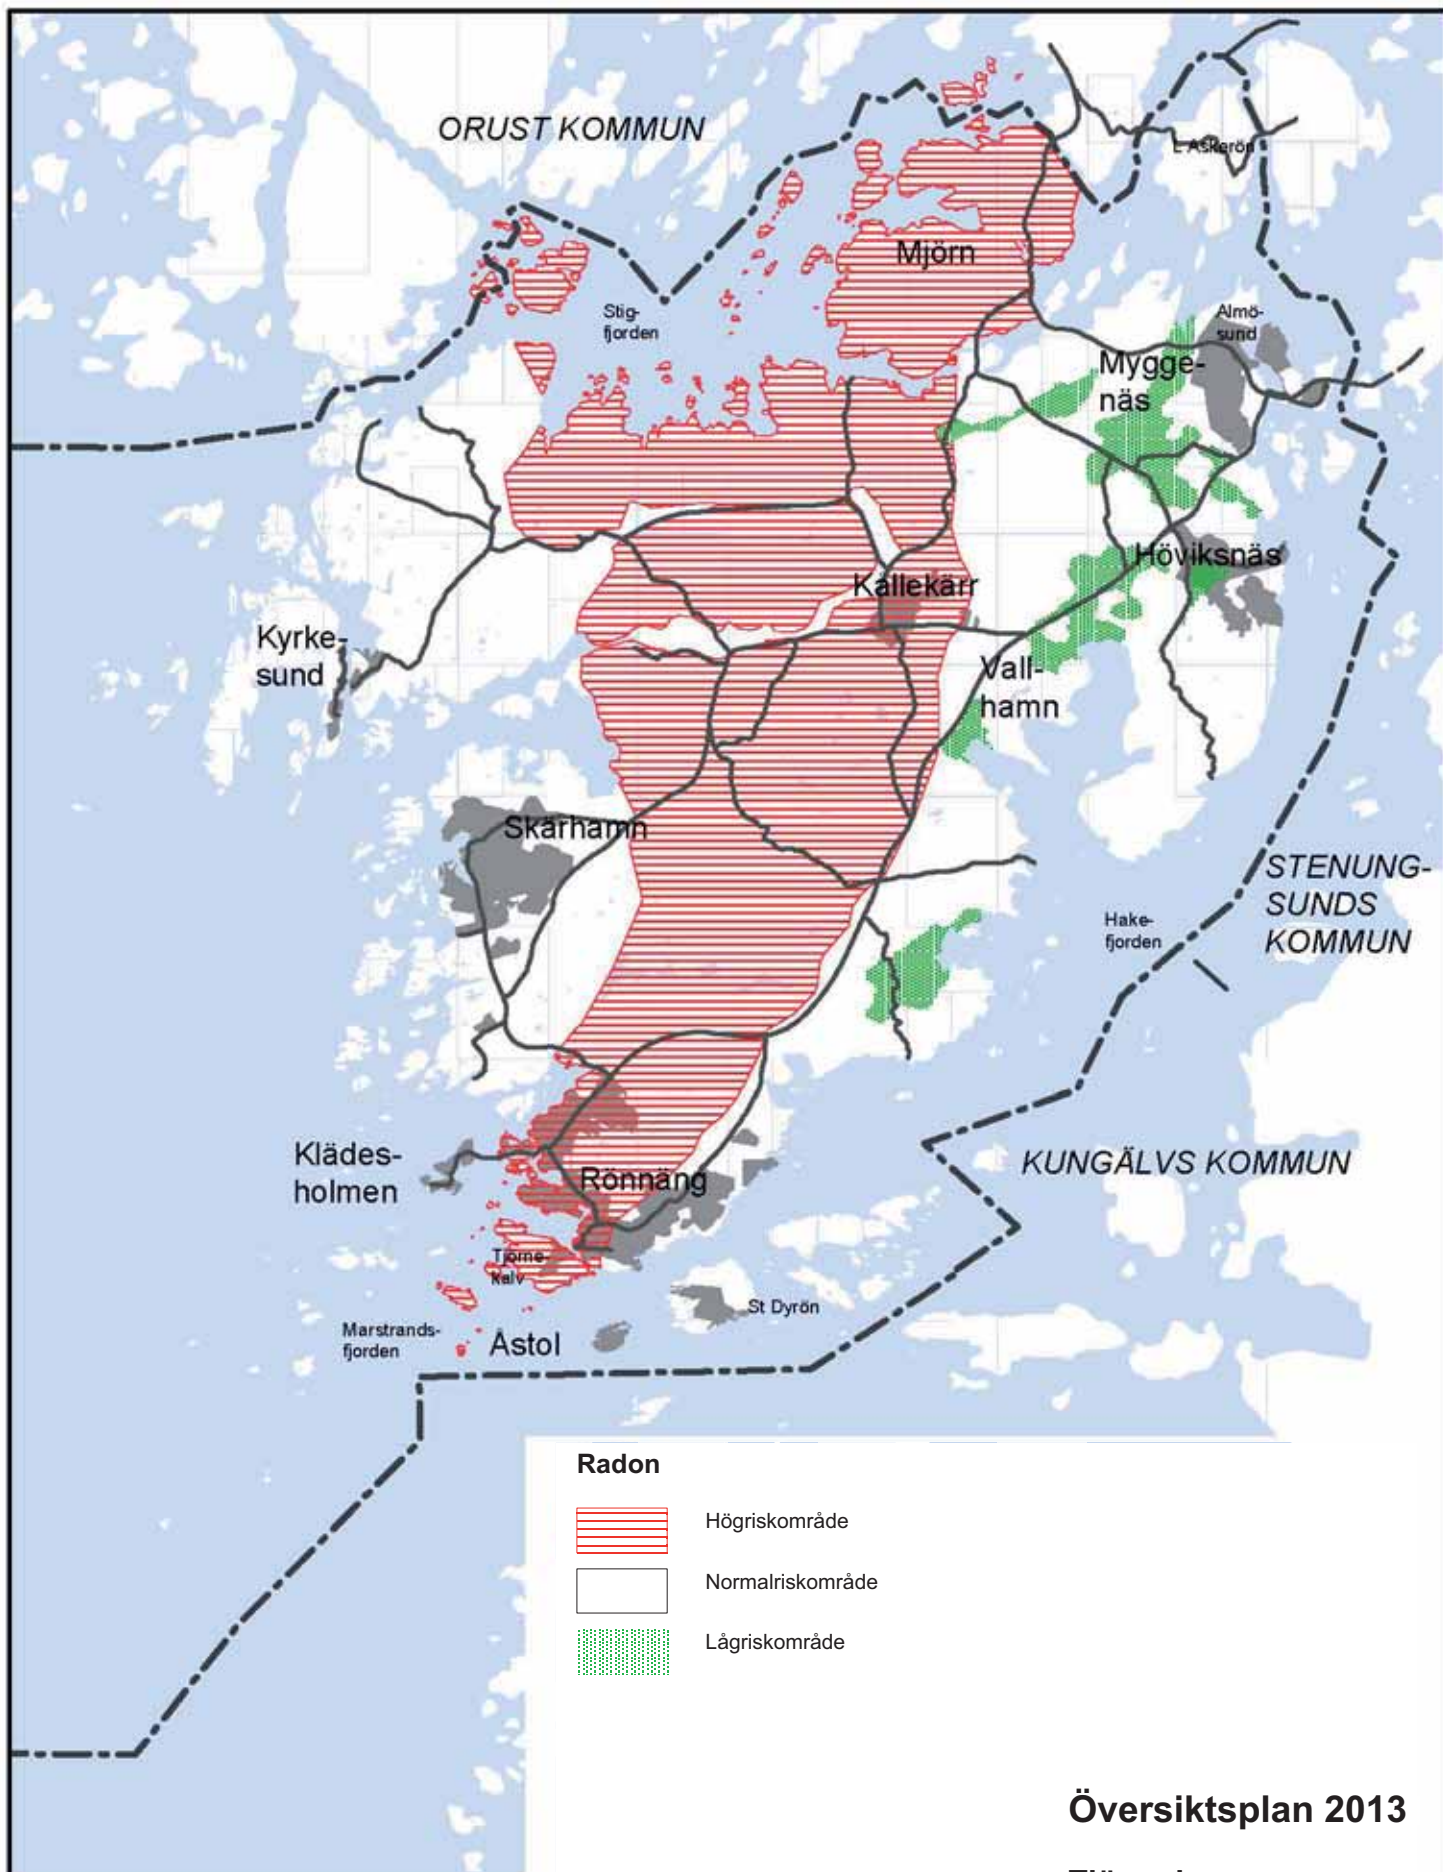 ORUST KOMMUN
L Askerön
Mjörn
Stig-
fjorden
Almö-
sund
Mygge-
näs
Höviksnäs
Kållekärr
Kyrke-
sund
Vall-
hamn
Skärhamn
STENUNG-
SUNDS
KOMMUN
Hake-
fjorden
Klädes-
holmen
Rönnäng
KUNGÄLVS KOMMUN
Tjörne-
kalv
St Dyrön
Marstrands-
fjorden
Åstol
Radon
Högriskområde
Normalriskområde
Lågriskområde
Översiktsplan 2013